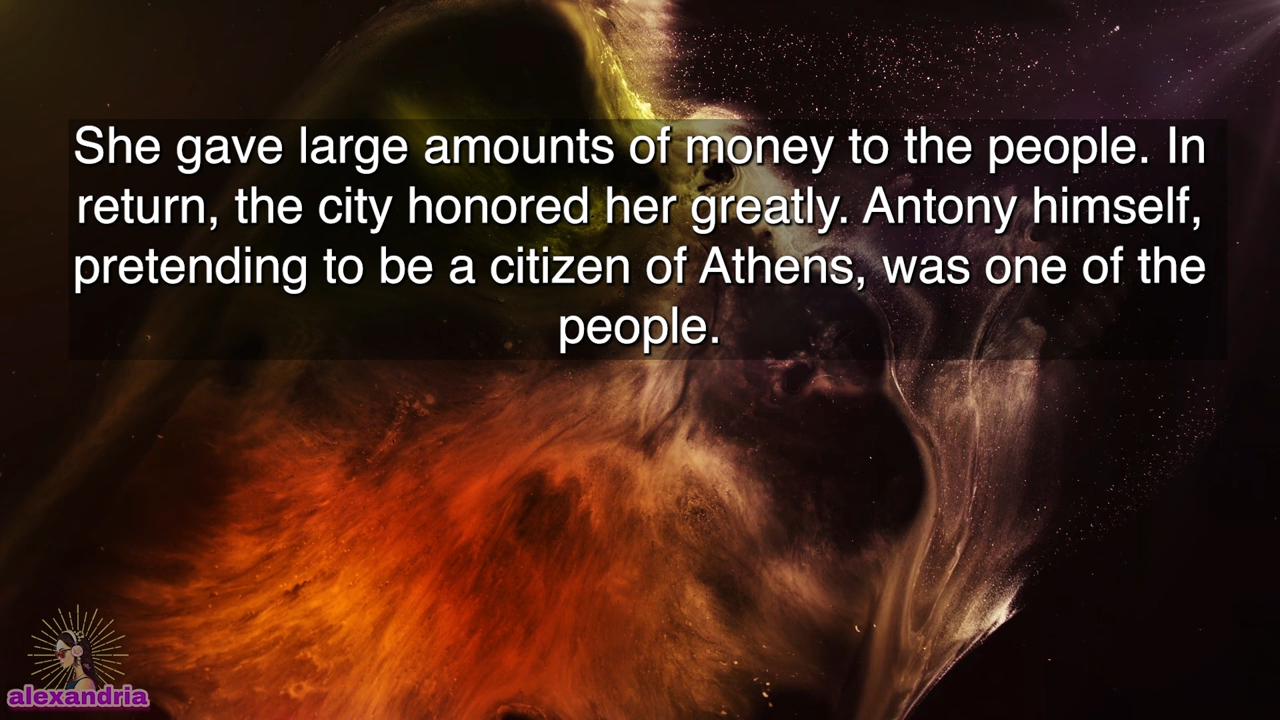 She gave large amounts of money to the people. In
return, the city honored her greatly. Antony himself,
pretending to be a citizen of Athens, was one of the
people.
alexandria